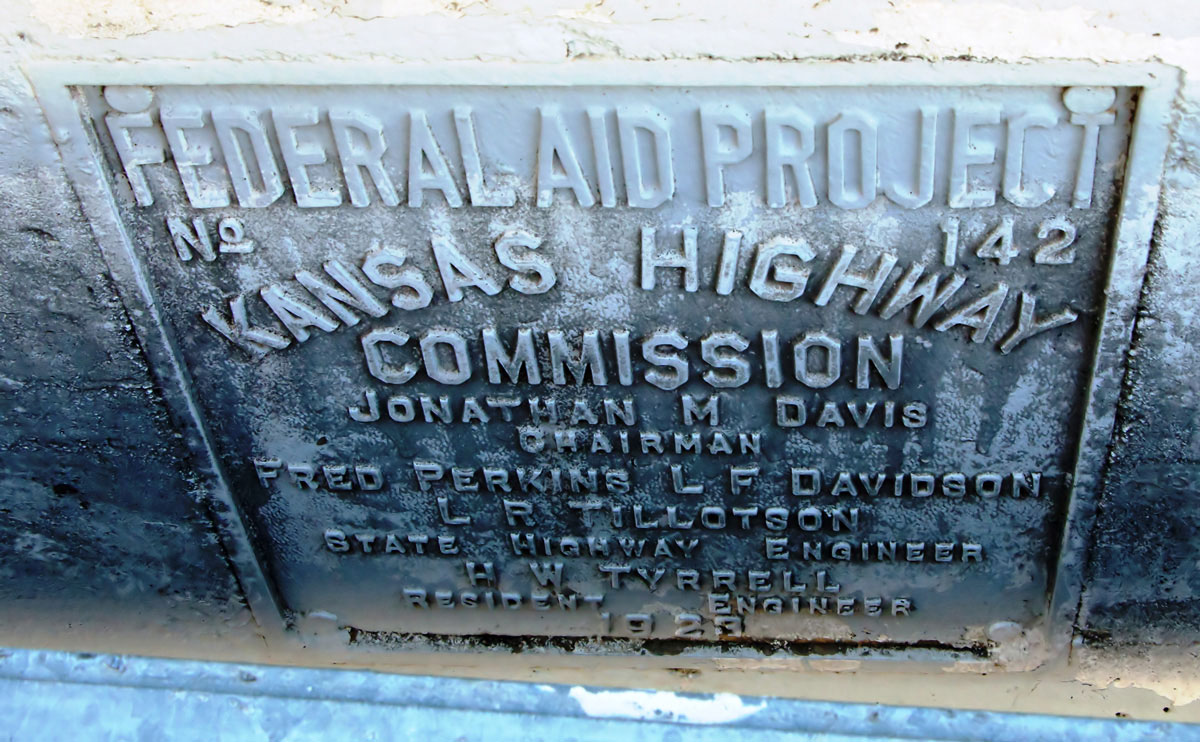 FEDERAL AID PROJECT
Nº 142
KANSAS HIGHWAY
COMMISSION
JONATHAN M DAVIS
CHAIRMAN
FRED PERKINS L F DAVIDSON
L R TILLOTSON
STATE HIGHWAY ENGINEER
H W TYRRELL
RESIDENT ENGINEER
1923